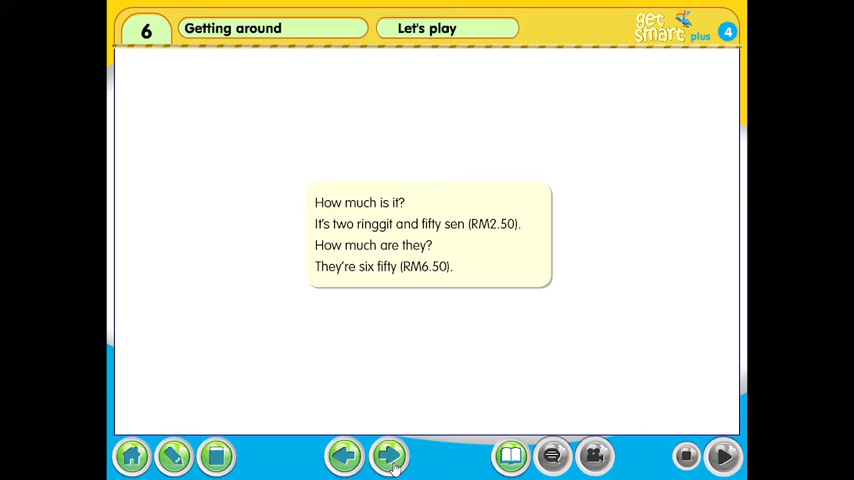 6
Getting around
Let's play
get smart plus 4
How much is it?
It's two ringgit and fifty sen (RM2.50).
How much are they?
They're six fifty (RM6.50).